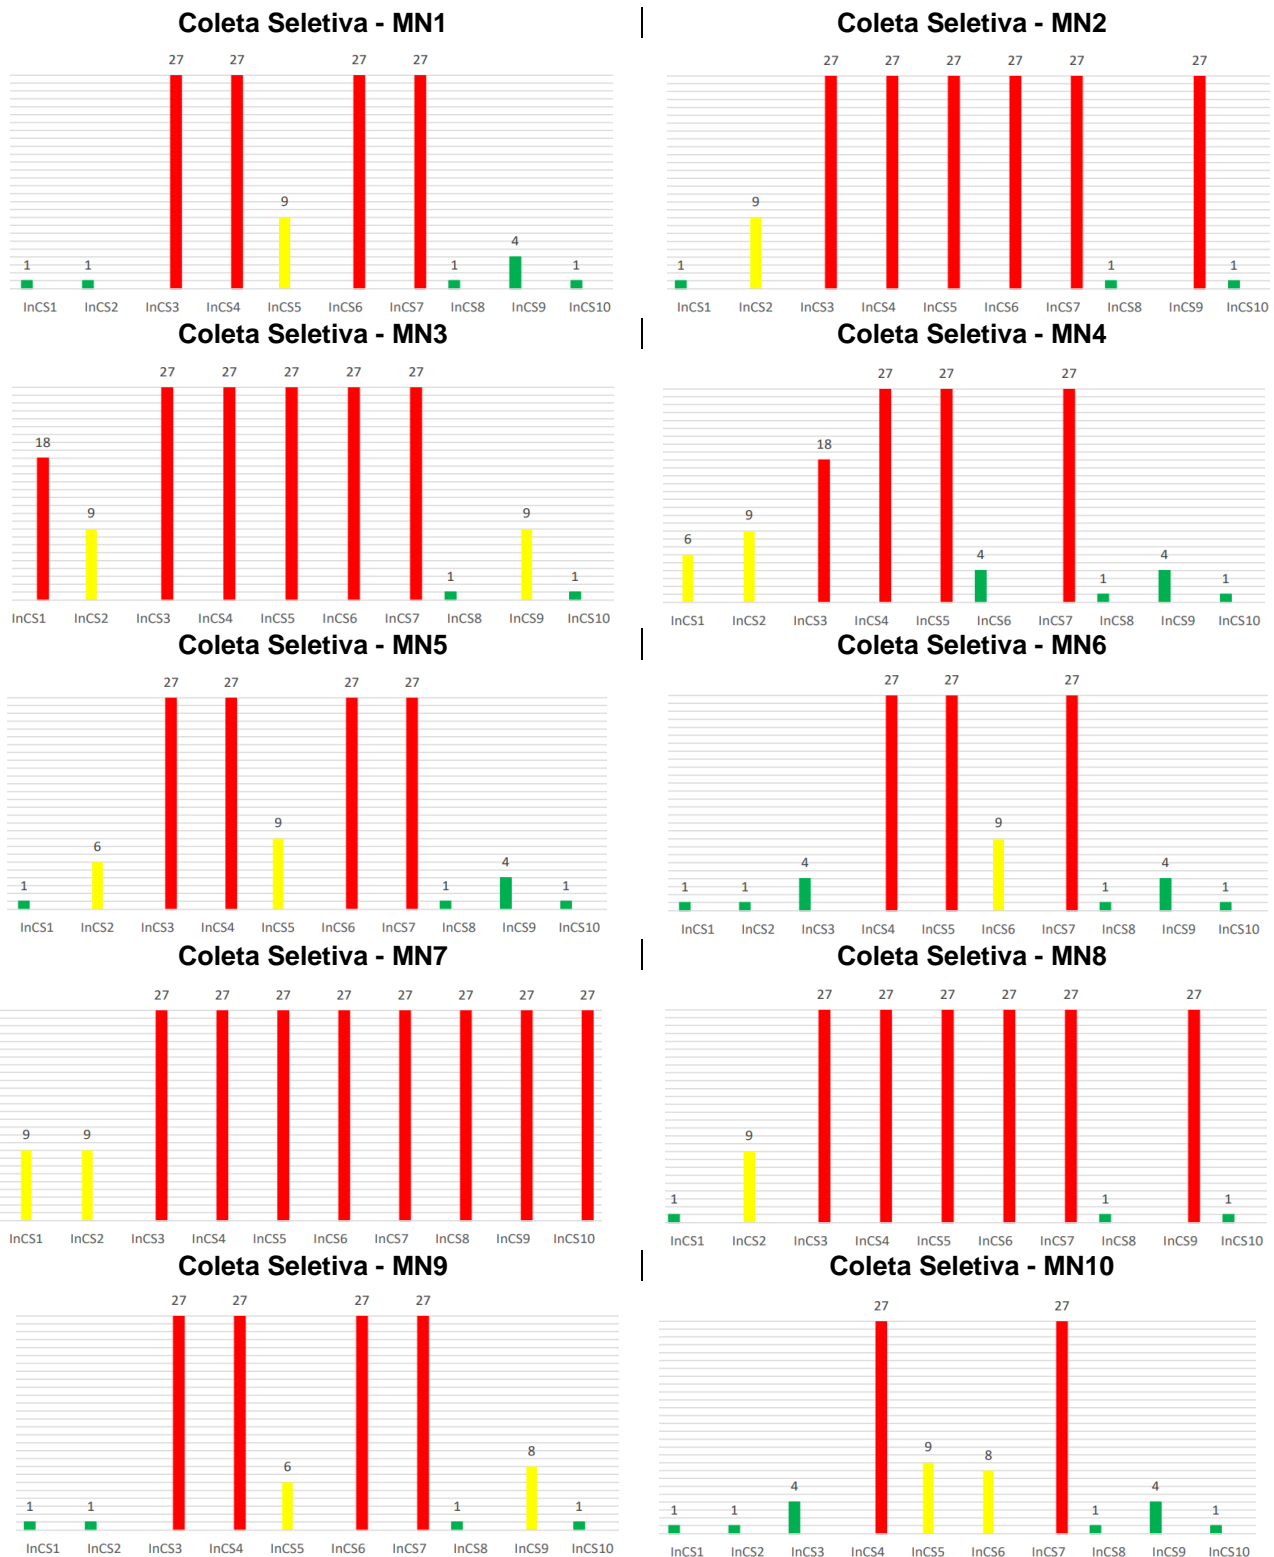 Coleta Seletiva - MN1
27 27 27 27
9
4
1 1 1 1
InCS1 InCS2 InCS3 InCS4 InCS5 InCS6 InCS7 InCS8 InCS9 InCS10
Coleta Seletiva - MN2
27 27 27 27 27 27
9
1 1 1
InCS1 InCS2 InCS3 InCS4 InCS5 InCS6 InCS7 InCS8 InCS9 InCS10
Coleta Seletiva - MN3
27 27 27 27 27
18
9 9
1 1
InCS1 InCS2 InCS3 InCS4 InCS5 InCS6 InCS7 InCS8 InCS9 InCS10
Coleta Seletiva - MN4
27 27 27
18
9
6
4 4
1 1
InCS1 InCS2 InCS3 InCS4 InCS5 InCS6 InCS7 InCS8 InCS9 InCS10
Coleta Seletiva - MN5
27 27 27 27
9
6
4
1 1 1
InCS1 InCS2 InCS3 InCS4 InCS5 InCS6 InCS7 InCS8 InCS9 InCS10
Coleta Seletiva - MN6
27 27 27
9
4 4
1 1 1 1
InCS1 InCS2 InCS3 InCS4 InCS5 InCS6 InCS7 InCS8 InCS9 InCS10
Coleta Seletiva - MN7
27 27 27 27 27 27 27 27
9 9
InCS1 InCS2 InCS3 InCS4 InCS5 InCS6 InCS7 InCS8 InCS9 InCS10
Coleta Seletiva - MN8
27 27 27 27 27 27
9
1 1 1
InCS1 InCS2 InCS3 InCS4 InCS5 InCS6 InCS7 InCS8 InCS9 InCS10
Coleta Seletiva - MN9
27 27 27 27
8
6
1 1 1 1
InCS1 InCS2 InCS3 InCS4 InCS5 InCS6 InCS7 InCS8 InCS9 InCS10
Coleta Seletiva - MN10
27 27
9
8
4 4
1 1 1 1
InCS1 InCS2 InCS3 InCS4 InCS5 InCS6 InCS7 InCS8 InCS9 InCS10